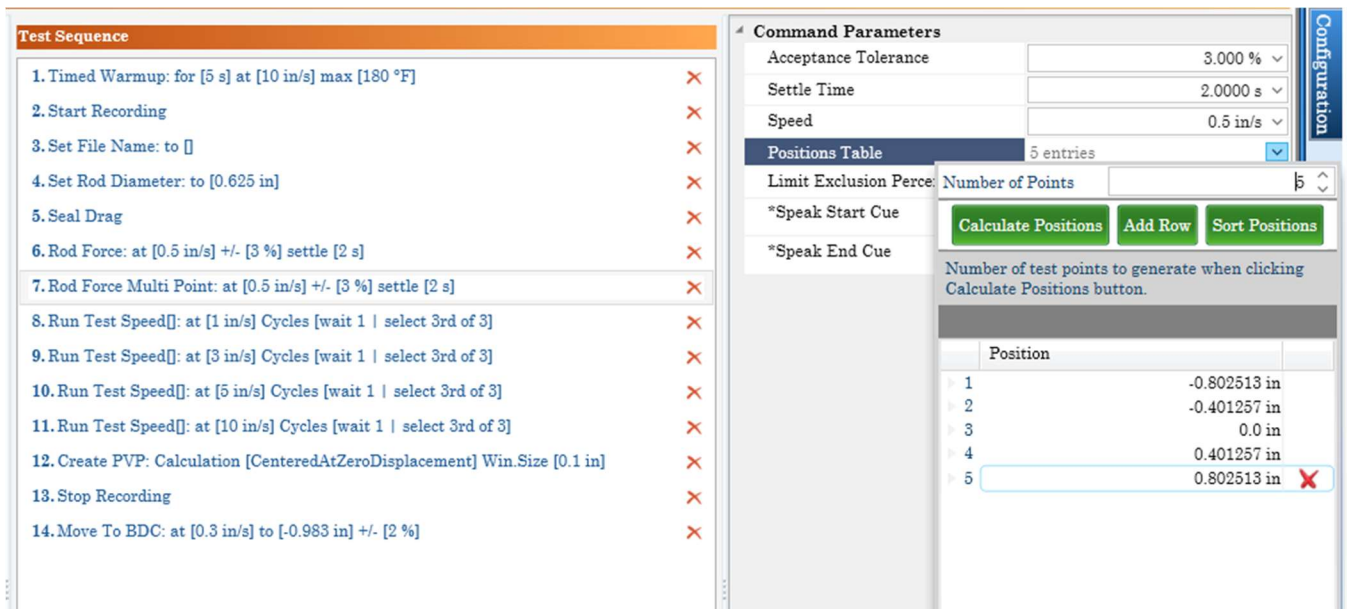 Test Sequence
1. Timed Warmup: for [5 s] at [10 in/s] max [180 °F]
2. Start Recording
3. Set File Name: to []
4. Set Rod Diameter: to [0.625 in]
5. Seal Drag
6. Rod Force: at [0.5 in/s] +/- [3 %] settle [2 s]
7. Rod Force Multi Point: at [0.5 in/s] +/- [3 %] settle [2 s]
8. Run Test Speed[]: at [1 in/s] Cycles [wait 1 | select 3rd of 3]
9. Run Test Speed[]: at [3 in/s] Cycles [wait 1 | select 3rd of 3]
10. Run Test Speed[]: at [5 in/s] Cycles [wait 1 | select 3rd of 3]
11. Run Test Speed[]: at [10 in/s] Cycles [wait 1 | select 3rd of 3]
12. Create PVP: Calculation [CenteredAtZeroDisplacement] Win.Size [0.1 in]
13. Stop Recording
14. Move To BDC: at [0.3 in/s] to [-0.983 in] +/- [2 %]
Command Parameters
Acceptance Tolerance 3.000 %
Settle Time 2.0000 s
Speed 0.5 in/s
Positions Table 5 entries
Limit Exclusion Perce
*Speak Start Cue
*Speak End Cue
Number of Points 5
Calculate Positions Add Row Sort Positions
Number of test points to generate when clicking
Calculate Positions button.
Position
1 -0.802513 in
2 -0.401257 in
3 0.0 in
4 0.401257 in
5 0.802513 in
Configuration